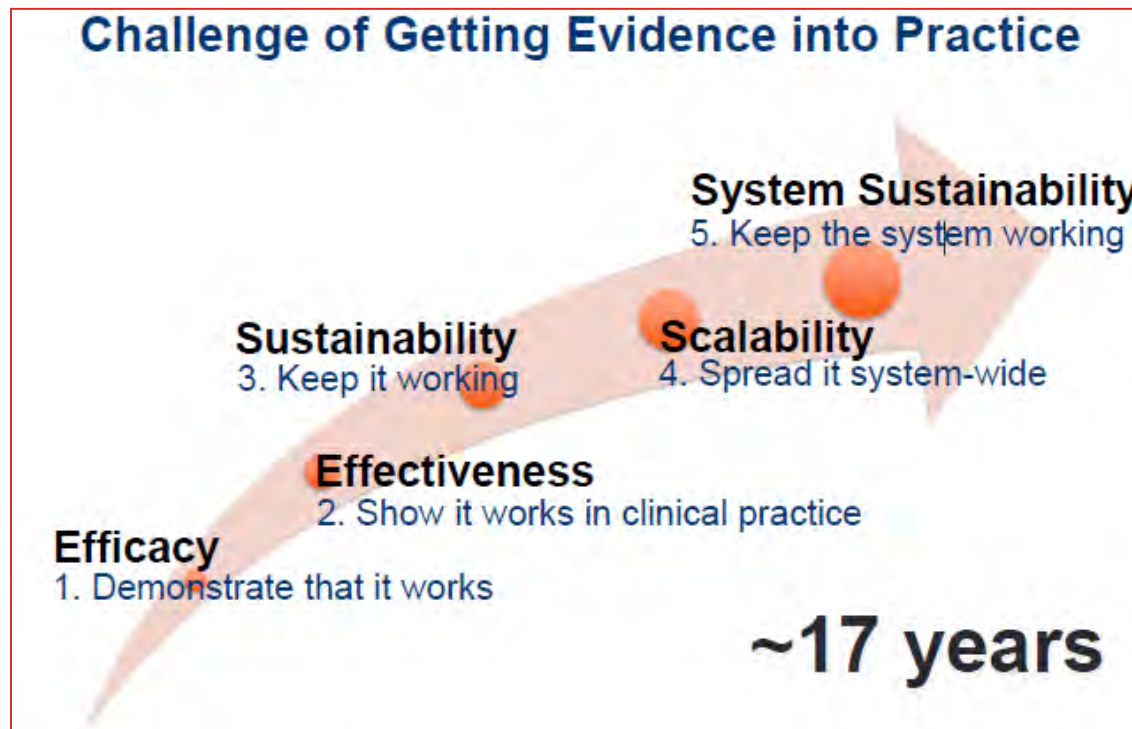 Challenge of Getting Evidence into Practice
System Sustainability
5. Keep the system working
Sustainability
3. Keep it working
Scalability
4. Spread it system-wide
Effectiveness
2. Show it works in clinical practice
Efficacy
1. Demonstrate that it works
~17 years